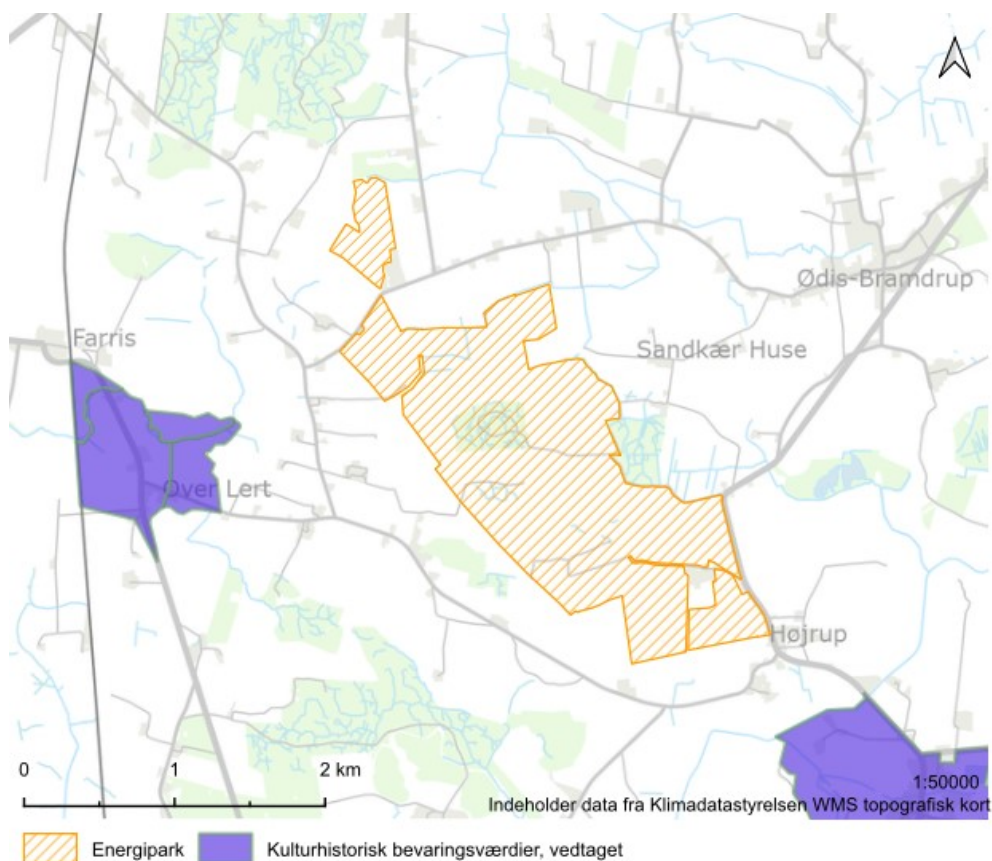 Ødis-Bramdrup
Farris
Sandkær Huse
Over Lert
Højrup
0 1 2 km
1:50000
Indeholder data fra Klimadatastyrelsen WMS topografisk kort
Energipark
Kulturhistorisk bevaringsværdier, vedtaget